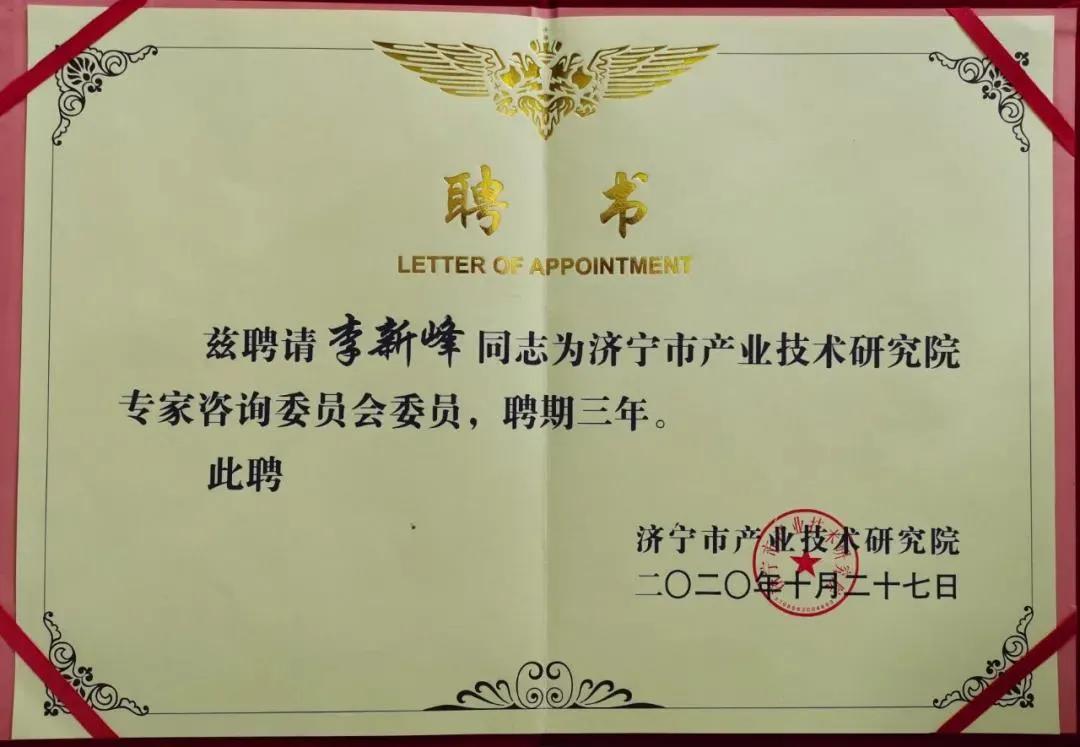 聘 书
LETTER OF APPOINTMENT
兹聘请李新峰同志为济宁市产业技术研究院
专家咨询委员会委员，聘期三年。
此聘
济宁市产业技术研究院
二〇二〇年十月二十七日